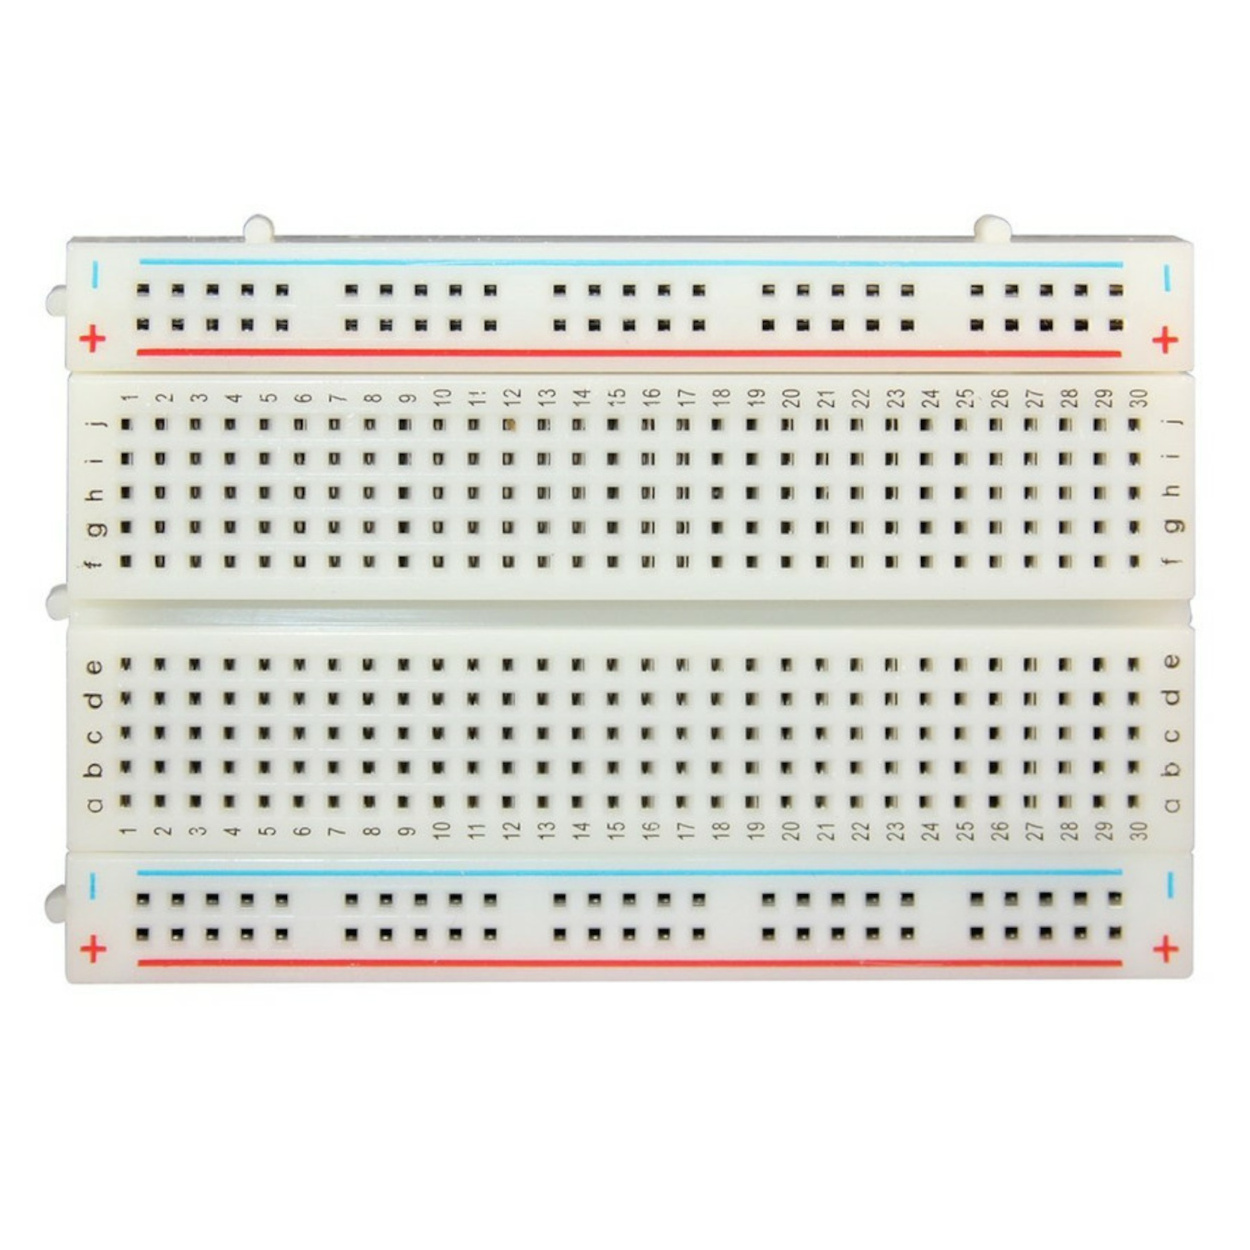 − −
+ +
1 2 3 4 5 6 7 8 9 10 11 12 13 14 15 16 17 18 19 20 21 22 23 24 25 26 27 28 29 30
j j
i i
h h
g g
f f
e e
d d
c c
b b
a a
1 2 3 4 5 6 7 8 9 10 11 12 13 14 15 16 17 18 19 20 21 22 23 24 25 26 27 28 29 30
− −
+ +